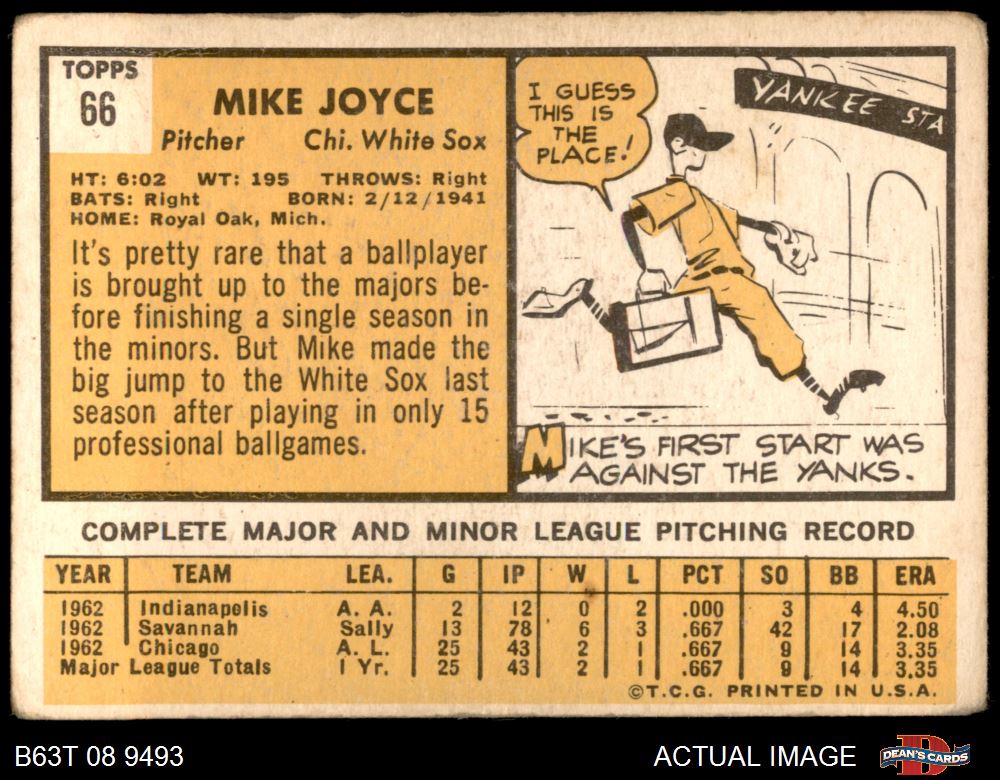 TOPPS
66
MIKE JOYCE
Pitcher Chi. White Sox
HT: 6:02 WT: 195 THROWS: Right
BATS: Right BORN: 2/12/1941
HOME: Royal Oak, Mich.
It's pretty rare that a ballplayer
is brought up to the majors be-
fore finishing a single season in
the minors. But Mike made the
big jump to the White Sox last
season after playing in only 15
professional ballgames.
I GUESS
THIS IS
THE
PLACE!
YANKEE STA
MIKE'S FIRST START WAS
AGAINST THE YANKS.
COMPLETE MAJOR AND MINOR LEAGUE PITCHING RECORD
YEAR TEAM LEA. G IP W L PCT SO BB ERA
1962 Indianapolis A. A. 2 12 0 2 .000 3 4 4.50
1962 Savannah Sally 13 78 6 3 .667 42 17 2.08
1962 Chicago A. L. 25 43 2 1 .667 9 14 3.35
Major League Totals 1 Yr. 25 43 2 1 .667 9 14 3.35
©T.C.G. PRINTED IN U.S.A.
B63T 08 9493
ACTUAL IMAGE
DEAN'S CARDS